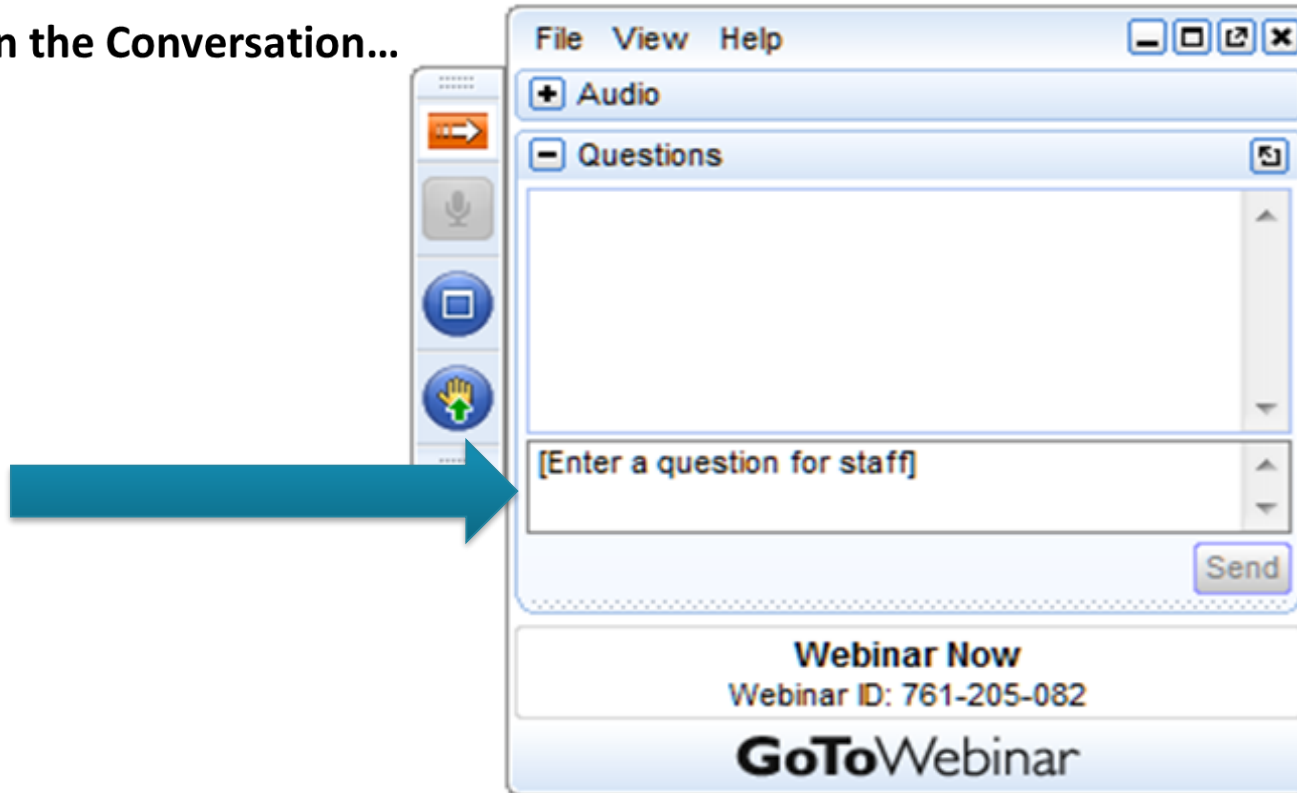 n the Conversation…
File View Help
Audio
Questions
[Enter a question for staff]
Send
Webinar Now
Webinar ID: 761-205-082
GoToWebinar